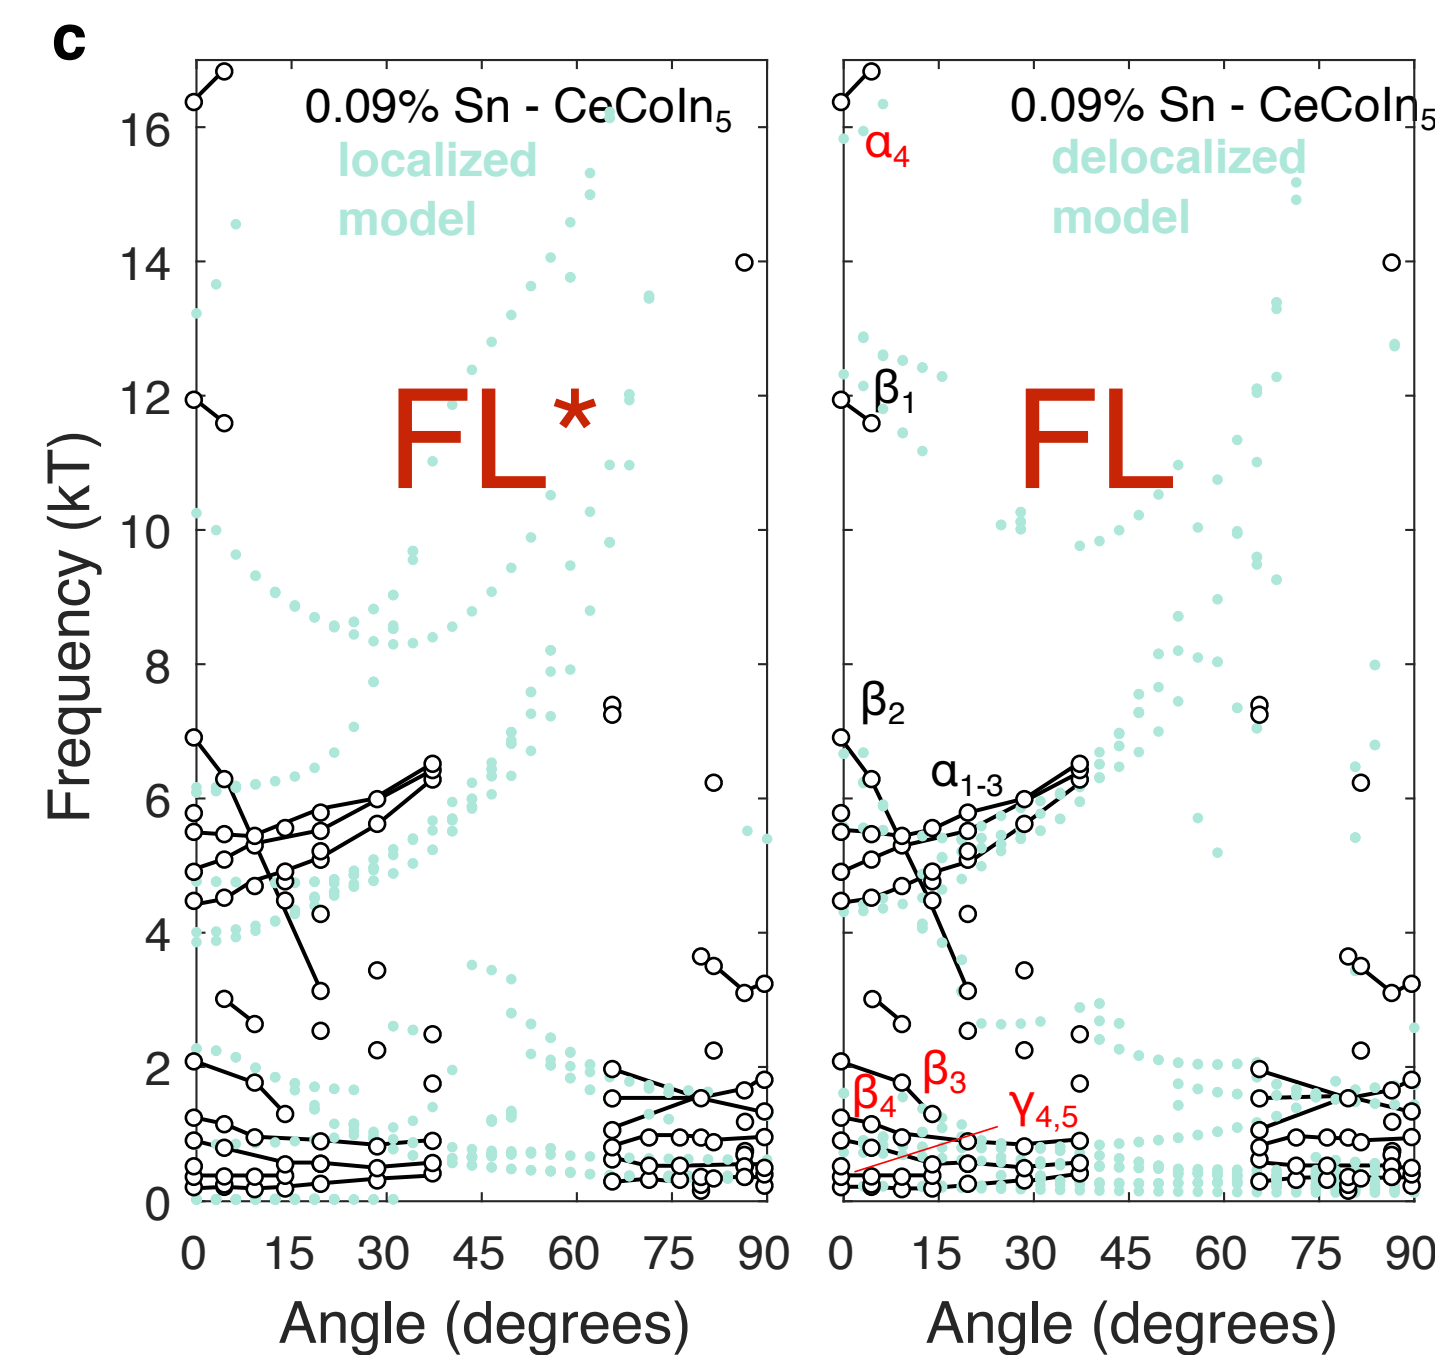 c
0.09% Sn - CeCoIn₅
localized
model
FL*
0.09% Sn - CeCoIn₅
α₄
delocalized
model
β₁
FL
β₂
α₁₋₃
β₃
β₄
γ₄,₅
Frequency (kT)
16
14
12
10
8
6
4
2
0
0 15 30 45 60 75 90
0 15 30 45 60 75 90
Angle (degrees)
Angle (degrees)